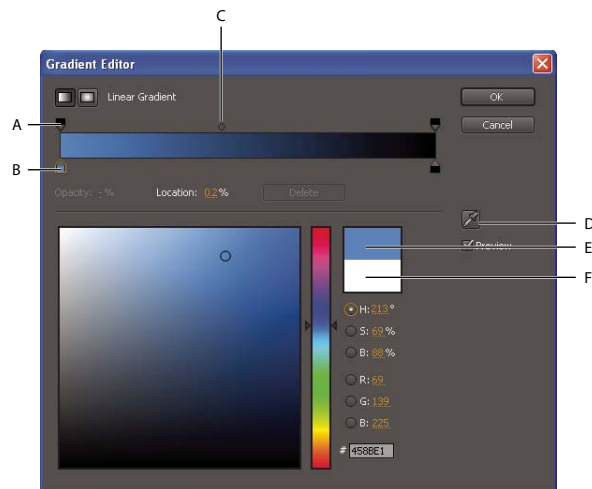 C
Gradient Editor
Linear Gradient
OK
A
Cancel
B
Opacity: -% Location: 0.2% Delete
D
E
Preview
F
H: 213°
S: 69 %
B: 88 %
R: 69
G: 139
B: 225
# 458BE1